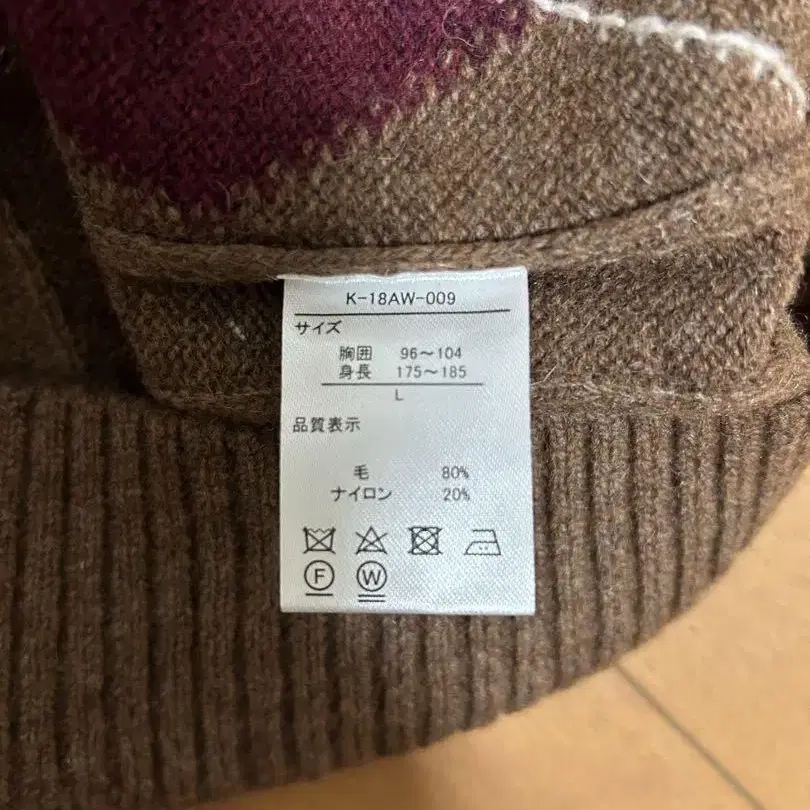 K-18AW-009
サイズ
胸囲 96～104
身長 175～185
L
品質表示
毛 80%
ナイロン 20%
F W